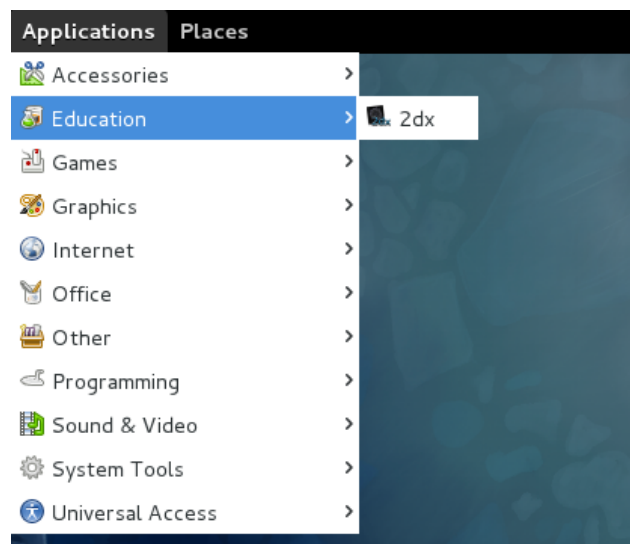 Applications Places
Accessories
Education
2dx
Games
Graphics
Internet
Office
Other
Programming
Sound & Video
System Tools
Universal Access